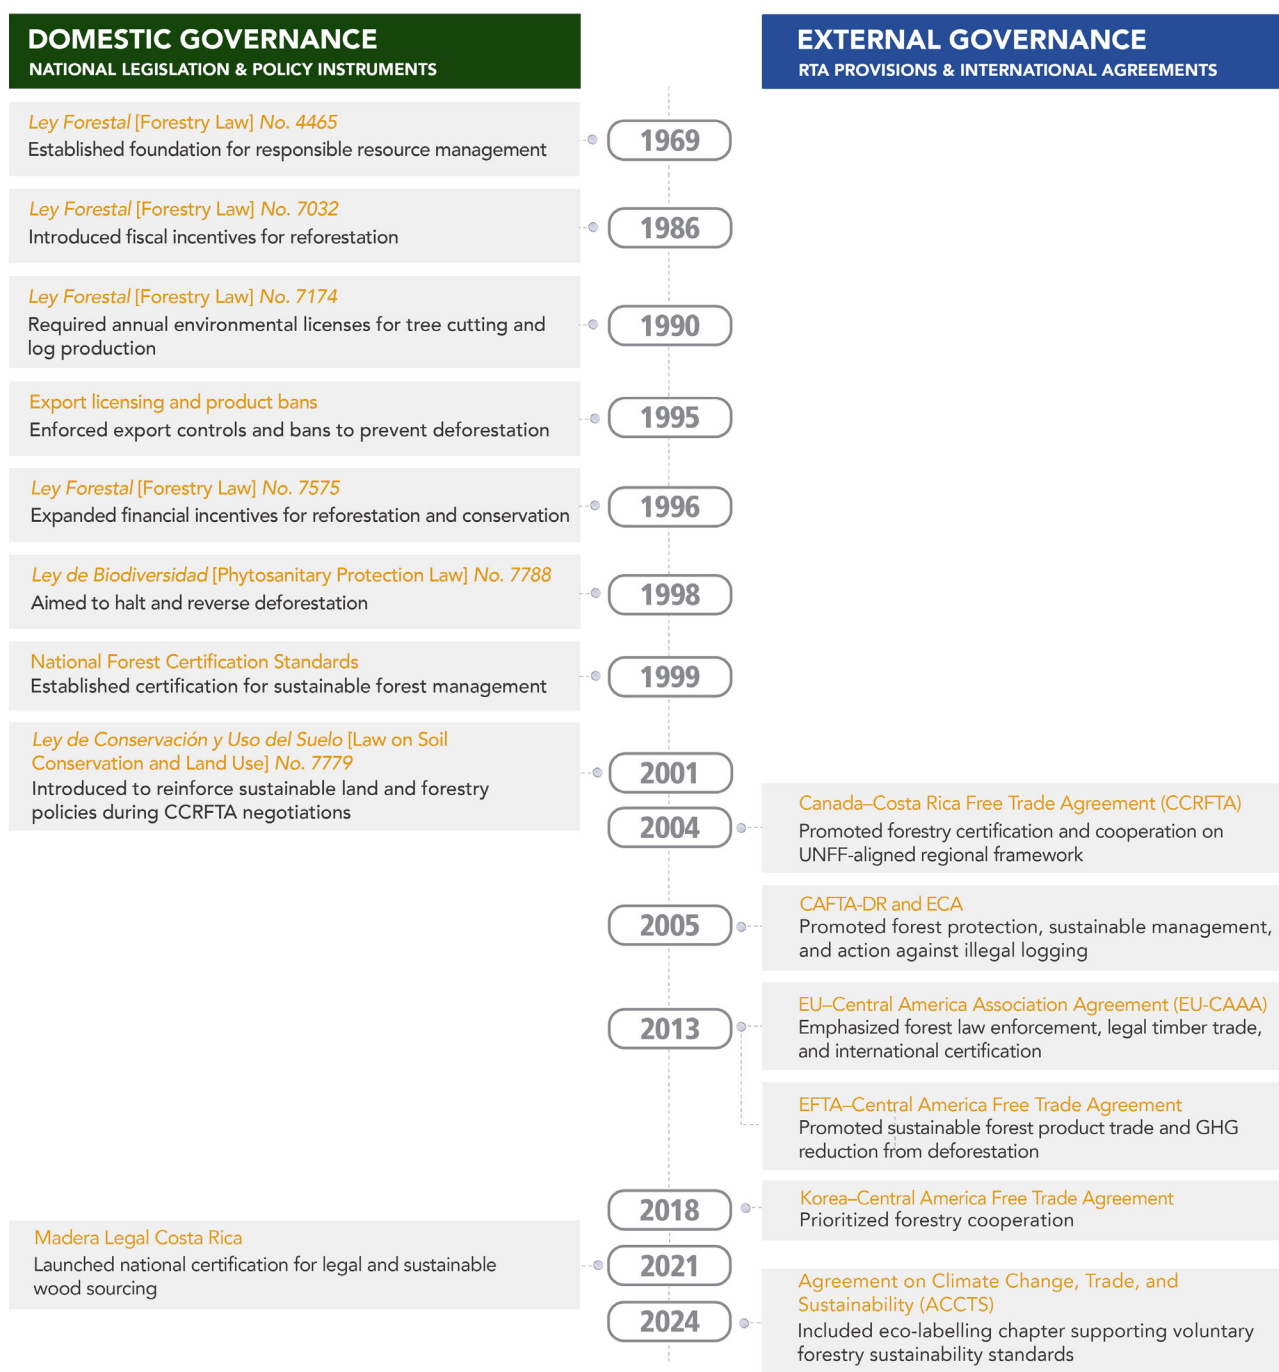 DOMESTIC GOVERNANCE
NATIONAL LEGISLATION & POLICY INSTRUMENTS
EXTERNAL GOVERNANCE
RTA PROVISIONS & INTERNATIONAL AGREEMENTS
Ley Forestal [Forestry Law] No. 4465
Established foundation for responsible resource management
1969
Ley Forestal [Forestry Law] No. 7032
Introduced fiscal incentives for reforestation
1986
Ley Forestal [Forestry Law] No. 7174
Required annual environmental licenses for tree cutting and
log production
1990
Export licensing and product bans
Enforced export controls and bans to prevent deforestation
1995
Ley Forestal [Forestry Law] No. 7575
Expanded financial incentives for reforestation and conservation
1996
Ley de Biodiversidad [Phytosanitary Protection Law] No. 7788
Aimed to halt and reverse deforestation
1998
National Forest Certification Standards
Established certification for sustainable forest management
1999
Ley de Conservación y Uso del Suelo [Law on Soil
Conservation and Land Use] No. 7779
Introduced to reinforce sustainable land and forestry
policies during CCRFTA negotiations
2001
2004
Canada–Costa Rica Free Trade Agreement (CCRFTA)
Promoted forestry certification and cooperation on
UNFF-aligned regional framework
2005
CAFTA-DR and ECA
Promoted forest protection, sustainable management,
and action against illegal logging
2013
EU–Central America Association Agreement (EU-CAAA)
Emphasized forest law enforcement, legal timber trade,
and international certification
EFTA–Central America Free Trade Agreement
Promoted sustainable forest product trade and GHG
reduction from deforestation
2018
Korea–Central America Free Trade Agreement
Prioritized forestry cooperation
Madera Legal Costa Rica
Launched national certification for legal and sustainable
wood sourcing
2021
2024
Agreement on Climate Change, Trade, and
Sustainability (ACCTS)
Included eco-labelling chapter supporting voluntary
forestry sustainability standards